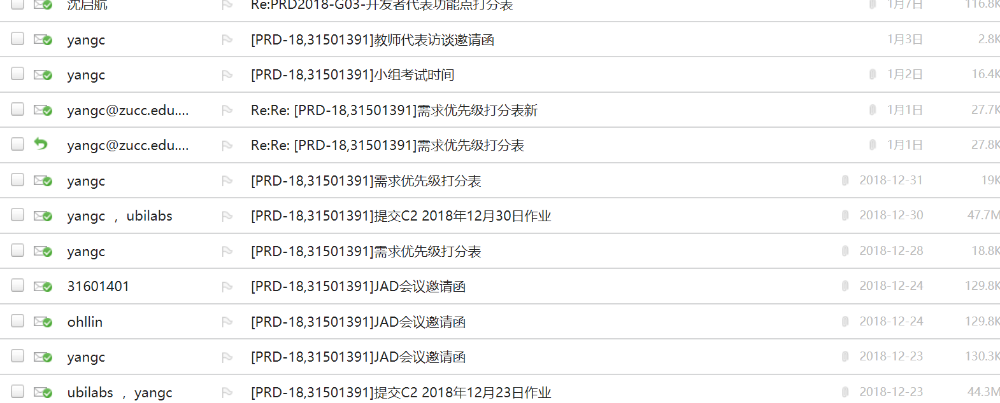 沈启航 Re:PRD2018-G03-开发者代表功能点打分表 1月7日 116.8K
yangc [PRD-18,31501391]教师代表访谈邀请函 1月3日 2.8K
yangc [PRD-18,31501391]小组考试时间 1月2日 16.4K
yangc@zucc.edu.... Re:Re: [PRD-18,31501391]需求优先级打分表新 1月1日 27.7K
yangc@zucc.edu.... Re:Re: [PRD-18,31501391]需求优先级打分表 1月1日 27.8K
yangc [PRD-18,31501391]需求优先级打分表 2018-12-31 19K
yangc , ubilabs [PRD-18,31501391]提交C2 2018年12月30日作业 2018-12-30 47.7M
yangc [PRD-18,31501391]需求优先级打分表 2018-12-28 18.8K
31601401 [PRD-18,31501391]JAD会议邀请函 2018-12-24 129.8K
ohllin [PRD-18,31501391]JAD会议邀请函 2018-12-24 129.8K
yangc [PRD-18,31501391]JAD会议邀请函 2018-12-23 130.3K
ubilabs , yangc [PRD-18,31501391]提交C2 2018年12月23日作业 2018-12-23 44.3M